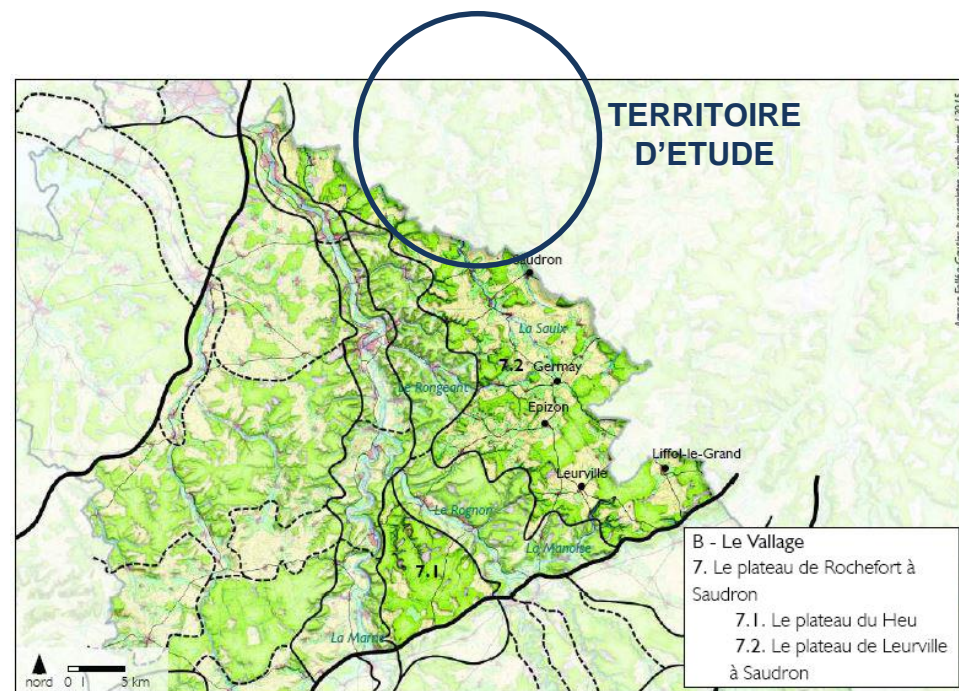 TERRITOIRE
D'ETUDE
Saudron
La Saulx
7.2 Germay
Le Rongeant
Epizon
Liffol-le-Grand
Leurville
Le Rognon
La Manoise
7.1
La Marne
nord 0 1 5 km
B - Le Vallage
7. Le plateau de Rochefort à
Saudron
7.1. Le plateau du Heu
7.2. Le plateau de Leurville
à Saudron